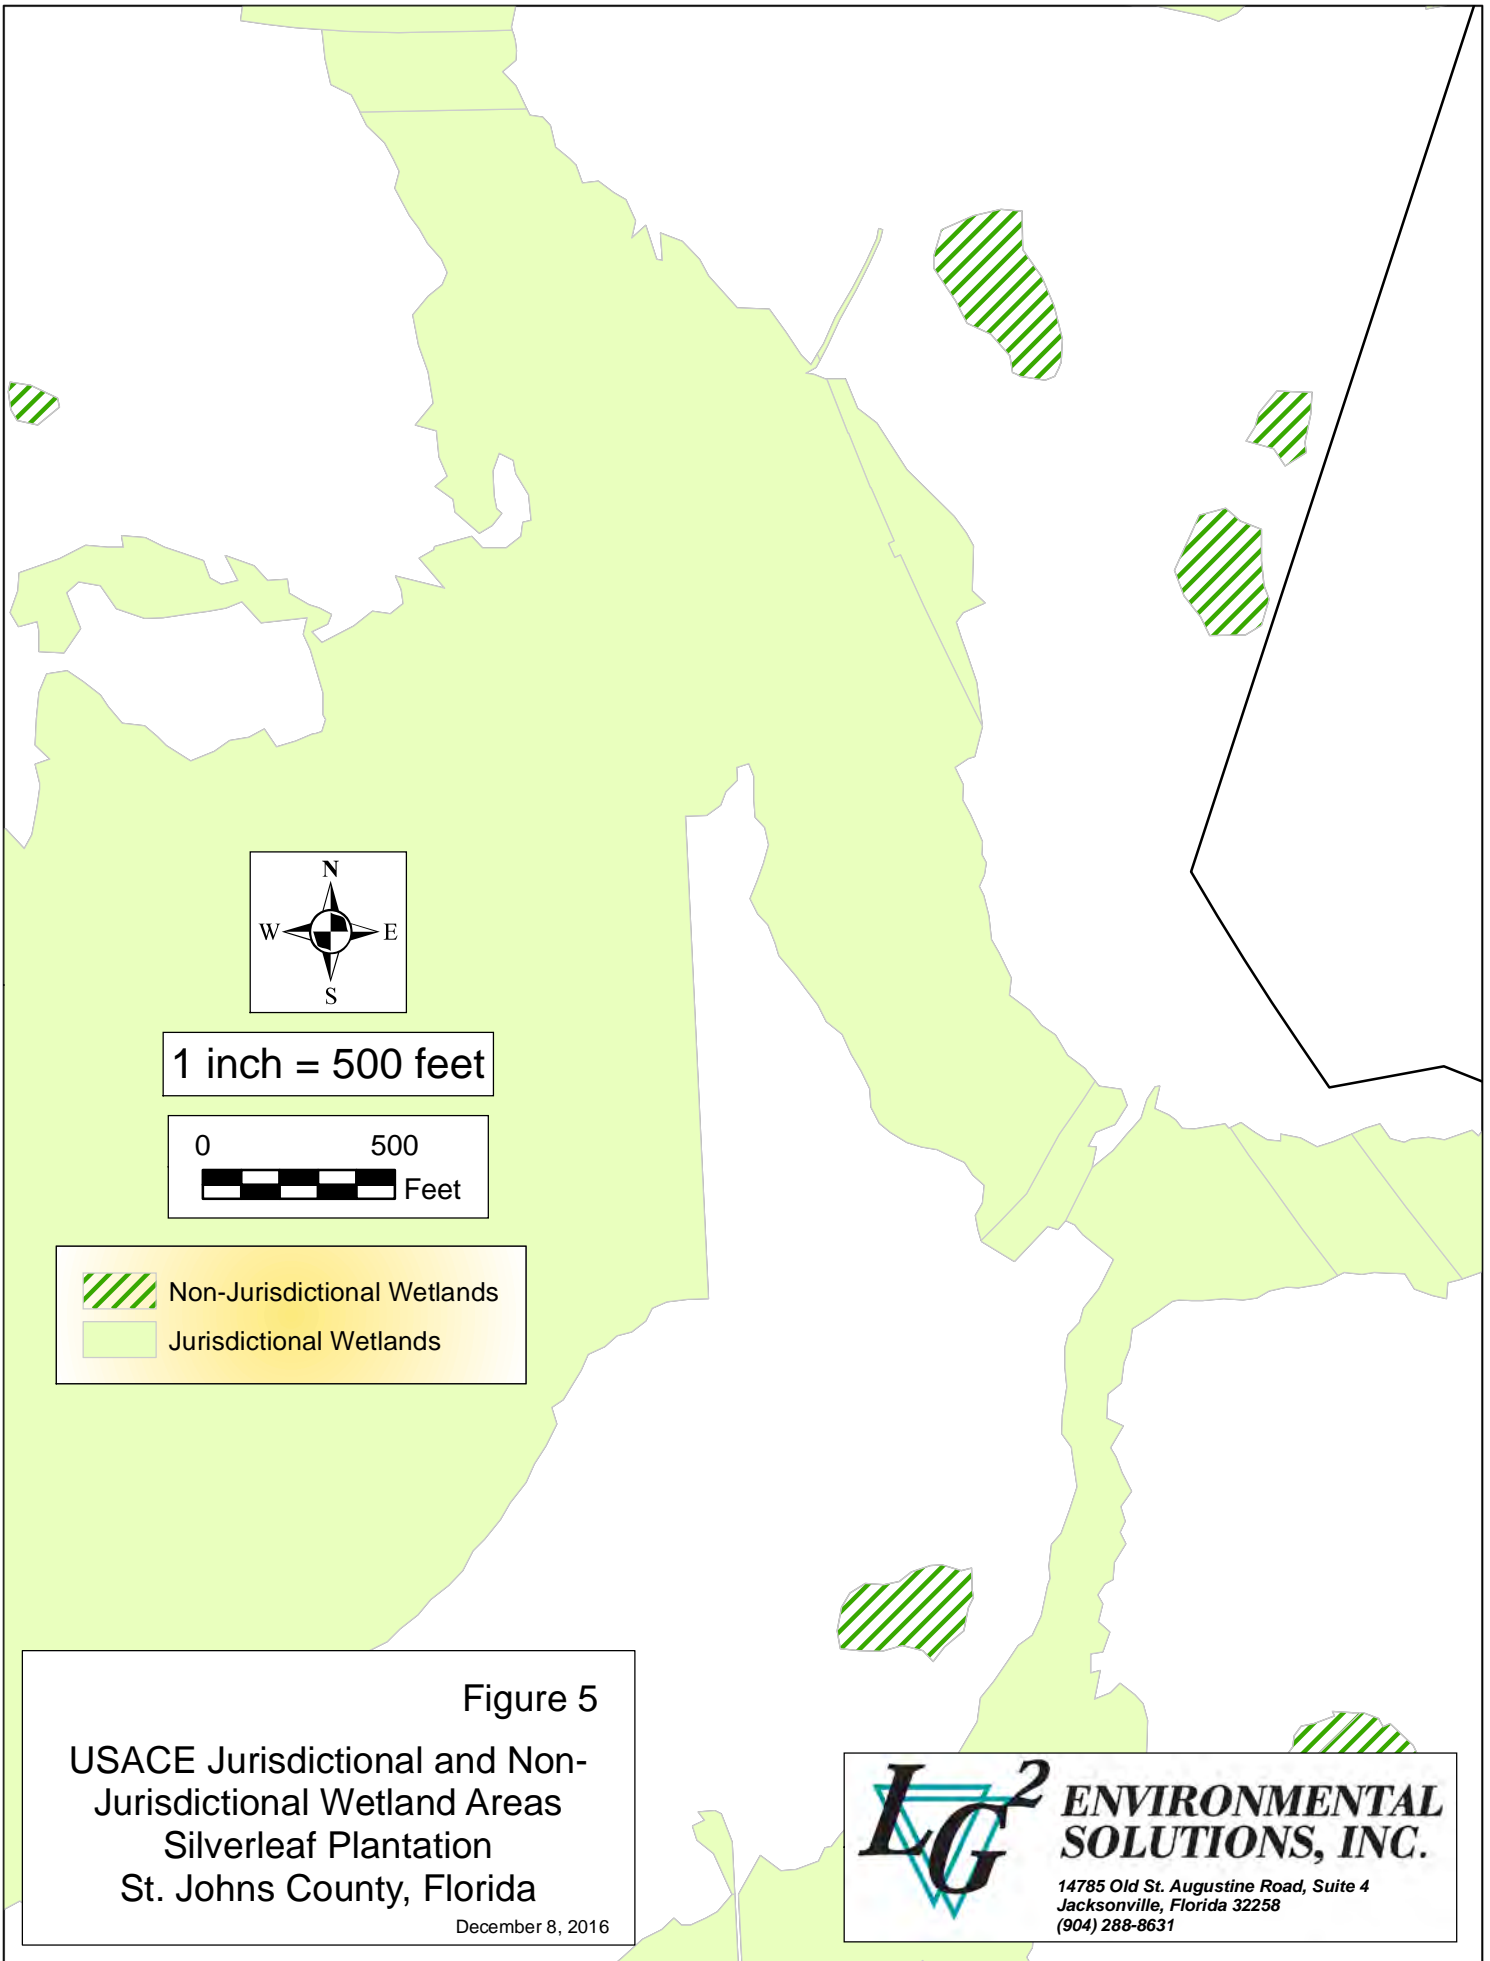 N
W E
S
1 inch = 500 feet
0 500
Feet
Non-Jurisdictional Wetlands
Jurisdictional Wetlands
Figure 5
USACE Jurisdictional and Non-
Jurisdictional Wetland Areas
Silverleaf Plantation
St. Johns County, Florida
December 8, 2016
LG2 ENVIRONMENTAL
SOLUTIONS, INC.
14785 Old St. Augustine Road, Suite 4
Jacksonville, Florida 32258
(904) 288-8631